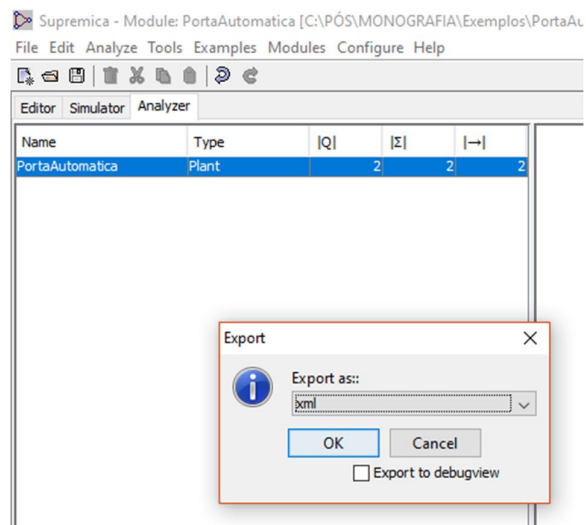 Supremica - Module: PortaAutomatica [C:\PÓS\MONOGRAFIA\Exemplos\PortaAu
File Edit Analyze Tools Examples Modules Configure Help
Editor Simulator Analyzer
Name Type |Q| |Σ| |→|
PortaAutomatica Plant 2 2 2
Export
Export as::
xml
OK Cancel
Export to debugview